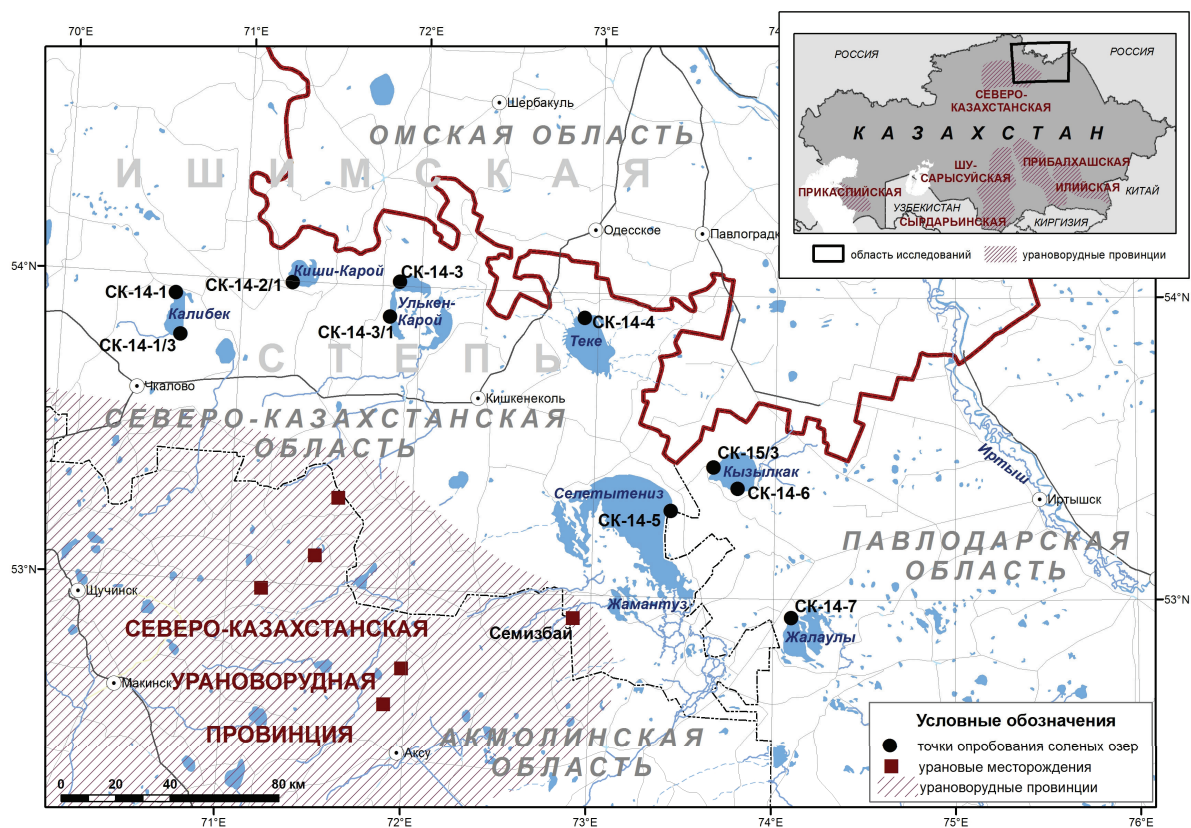 70°E
71°E
72°E
73°E
74
РОССИЯ
РОССИЯ
СЕВЕРО-
КАЗАХСТАНСКАЯ
КАЗАХСТАН
ШУ-
САРЫСУЙСКАЯ
ПРИБАЛХАШСКАЯ
ПРИКАСПИЙСКАЯ
ИЛИЙСКАЯ
КИТАЙ
УЗБЕКИСТАН
СЫРДАРЬИНСКАЯ
КИРГИЗИЯ
область исследований
урановорудные провинции
Шербакуль
ОМСКАЯ ОБЛАСТЬ
ИШИМСКАЯ
Одесское
Павлоградк
54°N
54°N
Киши-Карой
СК-14-3
СК-14-1
СК-14-2/1
Калибек
Улькен-
Карой
СК-14-3/1
СК-14-4
СК-14-1/3
Теке
СТЕПЬ
Чкалово
Кишкенеколь
СЕВЕРО-КАЗАХСТАНСКАЯ
ОБЛАСТЬ
СК-15/3
Кызылкак
СК-14-6
Иртыш
Иртышск
Селетытениз
СК-14-5
ПАВЛОДАРСКАЯ
ОБЛАСТЬ
53°N
53°N
Щучинск
Жамантуз
СК-14-7
Жалаулы
СЕВЕРО-КАЗАХСТАНСКАЯ
Семизбай
УРАНОВОРУДНАЯ
Макинск
ПРОВИНЦИЯ
АКМОЛИНСКАЯ
ОБЛАСТЬ
Аксу
0 20 40 80 км
Условные обозначения
точки опробования соленых озер
урановые месторождения
урановорудные провинции
71°E
72°E
73°E
74°E
75°E
76°E